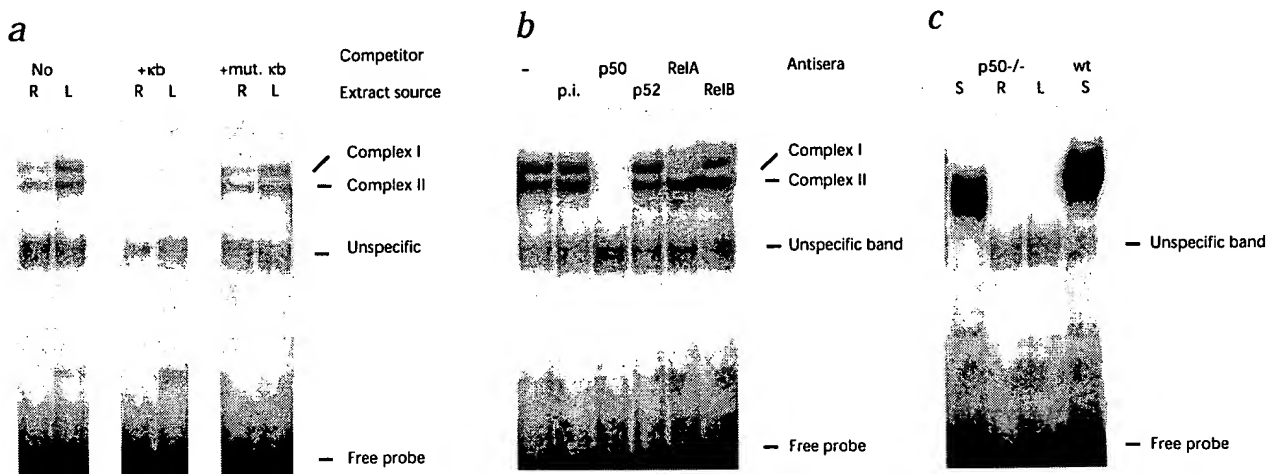 a
No +κb +mut. κb Competitor
R L R L R L Extract source
Complex I
Complex II
Unspecific
Free probe
b
- p50 RelA Antisera
p.i. p52 RelB
Complex I
Complex II
Unspecific band
Free probe
c
p50-/- wt
S R L S
Unspecific band
Free probe